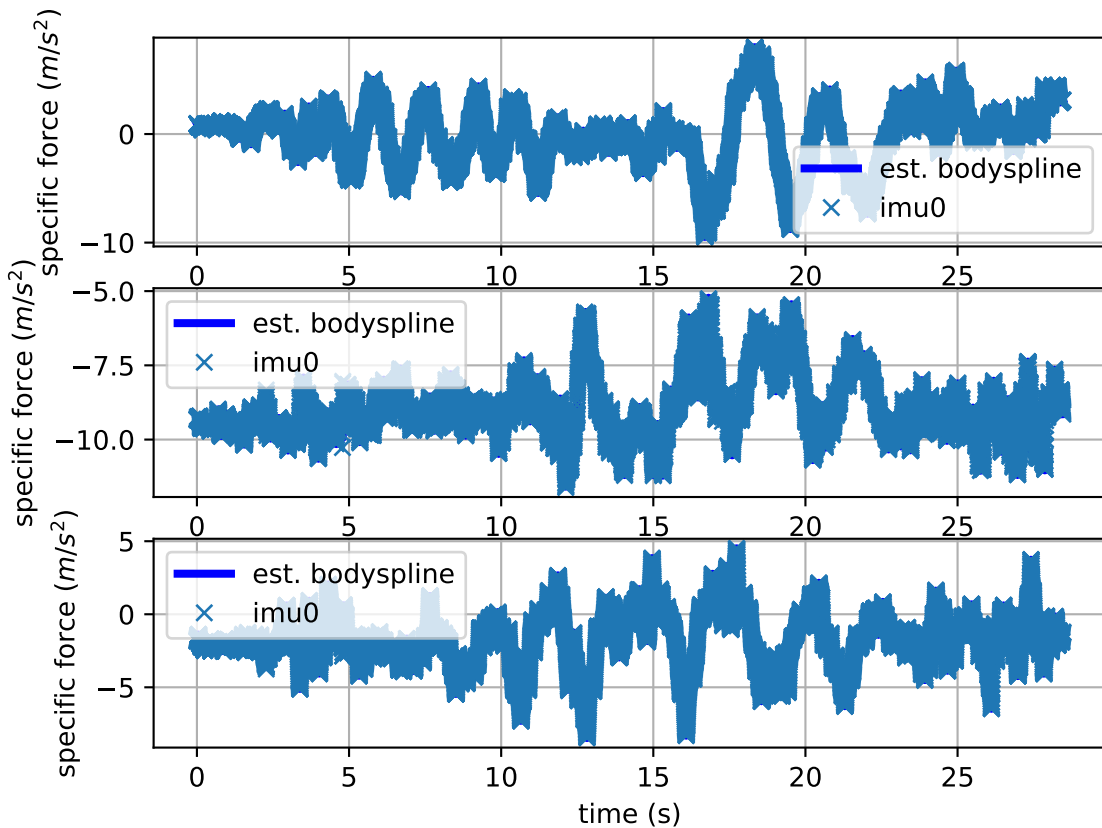 specific force (m/s²)
0
−10
est. bodyspline
imu0
0 5 10 15 20 25
specific force (m/s²)
−5.0
−7.5
−10.0
est. bodyspline
imu0
0 5 10 15 20 25
specific force (m/s²)
5
0
−5
est. bodyspline
imu0
0 5 10 15 20 25
time (s)